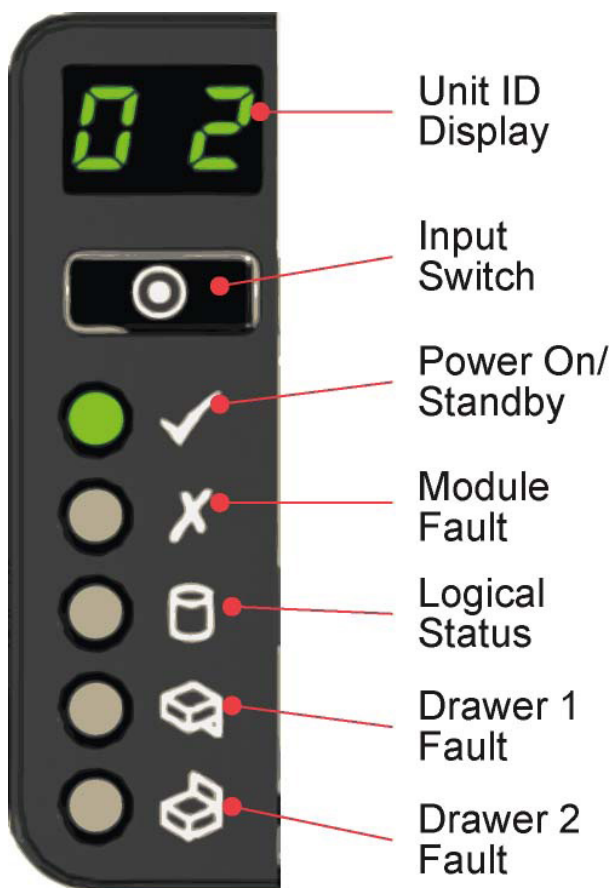 02
Unit ID
Display
Input
Switch
Power On/
Standby
Module
Fault
Logical
Status
Drawer 1
Fault
Drawer 2
Fault